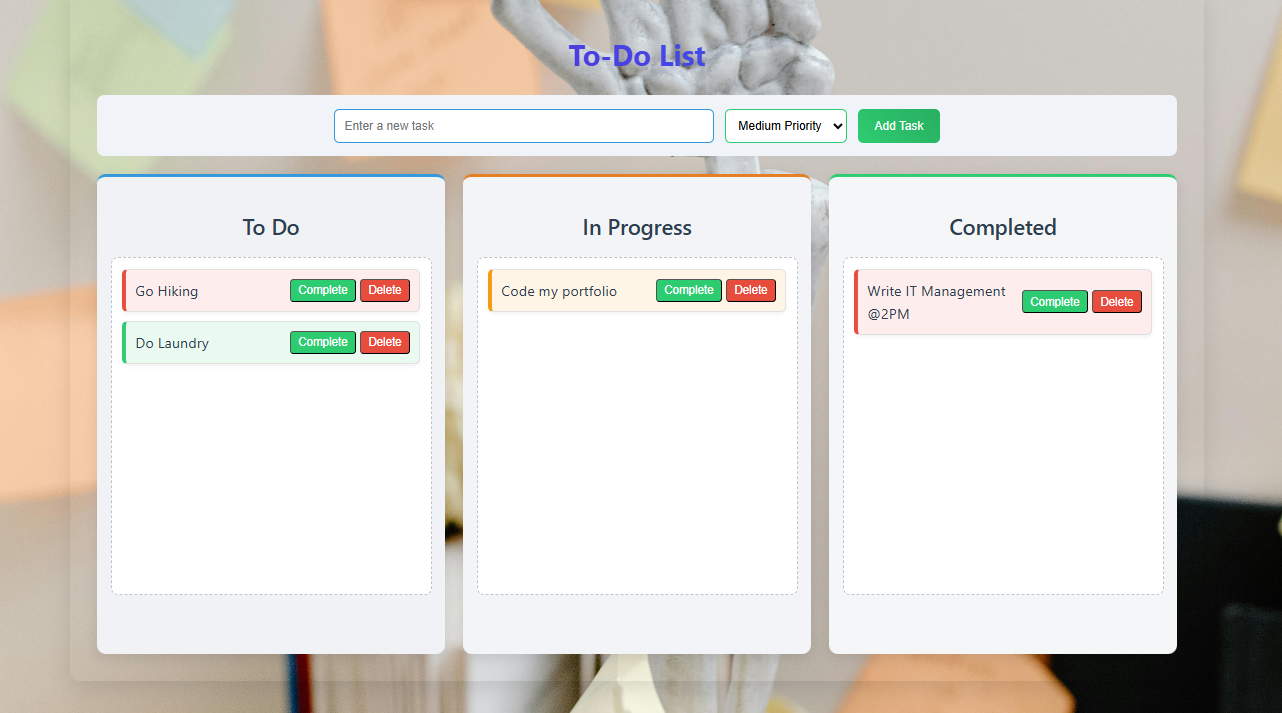 To-Do List
Enter a new task
Medium Priority
Add Task
To Do
Go Hiking
Complete
Delete
Do Laundry
Complete
Delete
In Progress
Code my portfolio
Complete
Delete
Completed
Write IT Management
@2PM
Complete
Delete